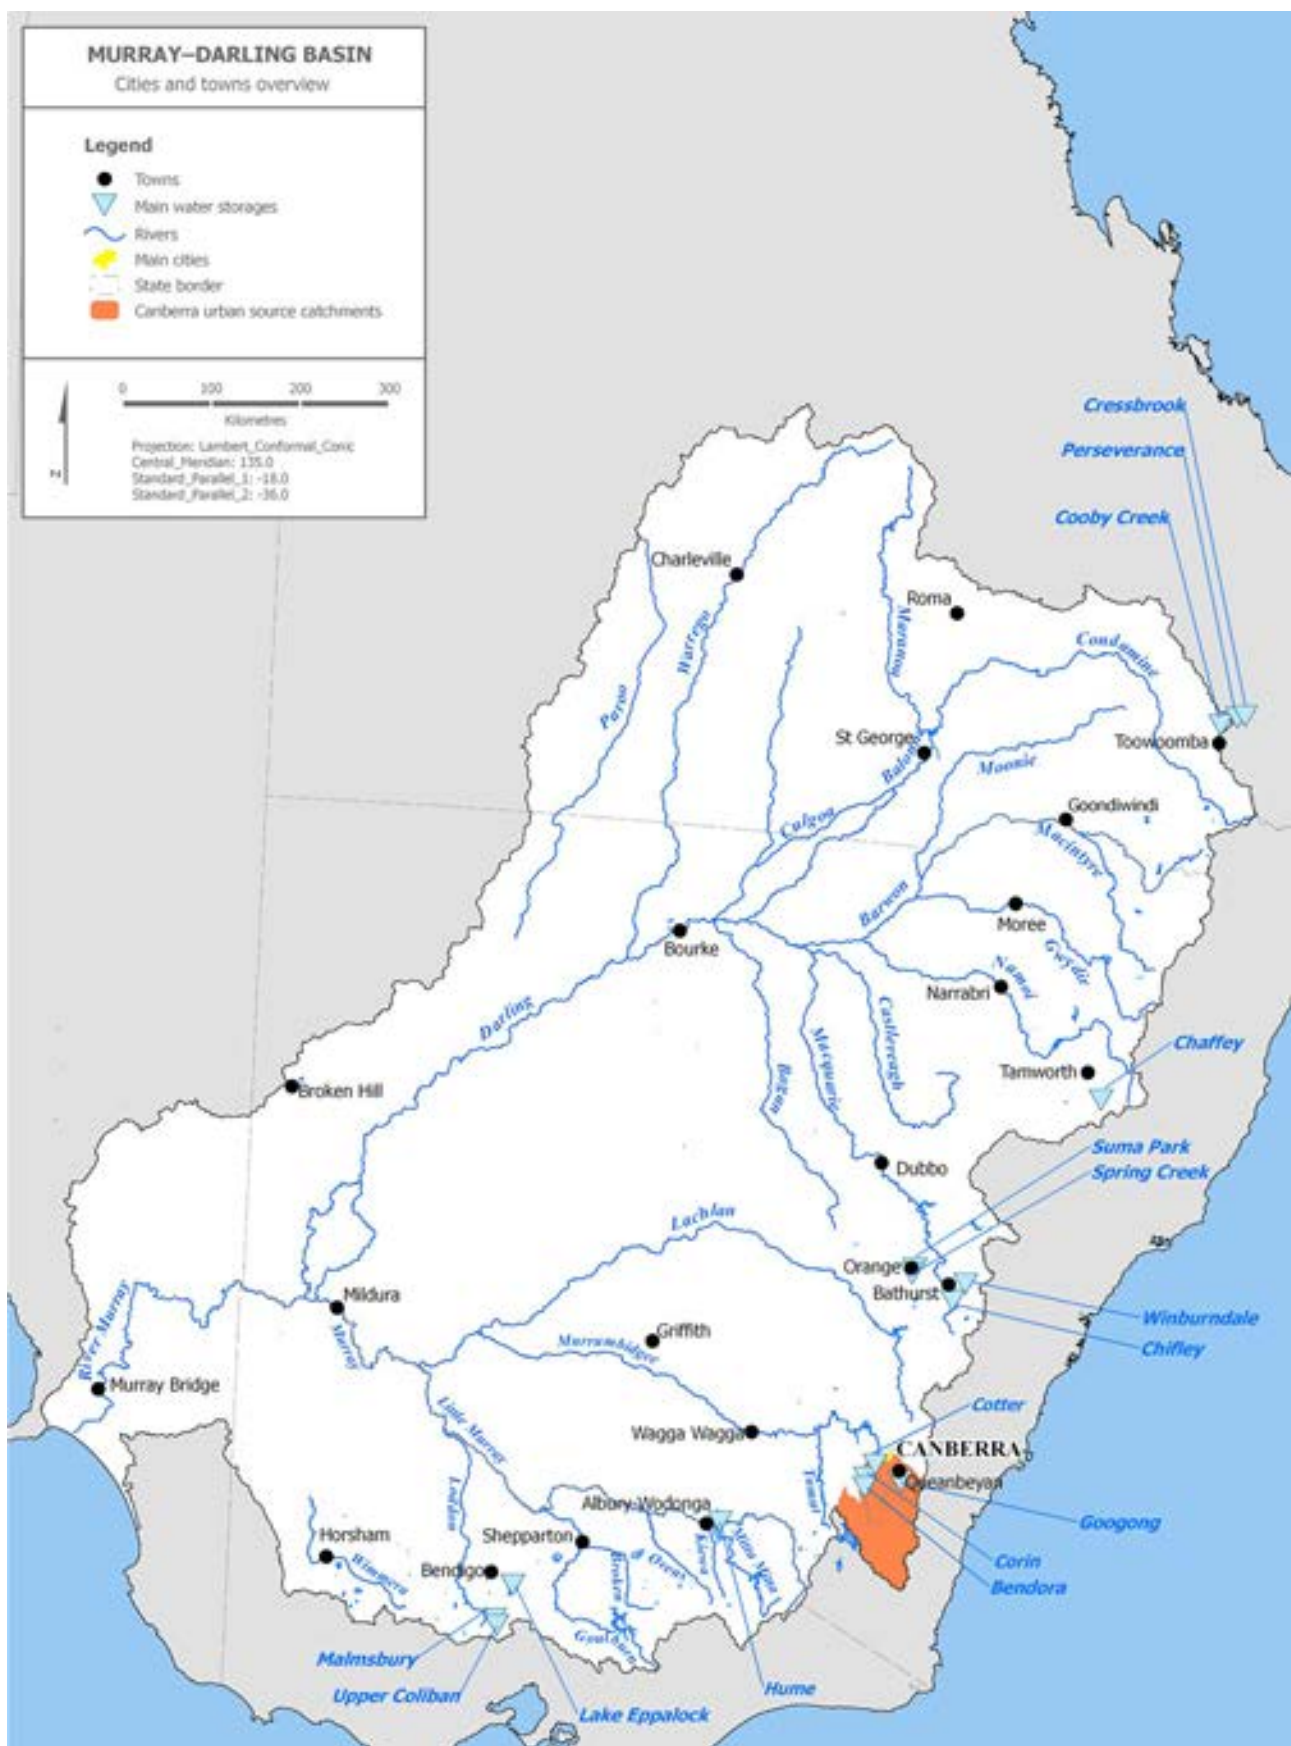 MURRAY–DARLING BASIN
Cities and towns overview
Legend
Towns
Main water storages
Rivers
Main cities
State border
Canberra urban source catchments
0 100 200 300
Kilometres
N
Projection: Lambert_Conformal_Conic
Central_Meridian: 135.0
Standard_Parallel_1: -18.0
Standard_Parallel_2: -36.0
Cressbrook
Perseverance
Cooby Creek
Charleville
Roma
Warrego
Maranoa
Condamine
Paroo
St George
Balonne
Moonie
Toowoomba
Culgoa
Goondiwindi
Macintyre
Barwon
Moree
Bourke
Gwydir
Namoi
Narrabri
Darling
Castlereagh
Macquarie
Bogan
Chaffey
Tamworth
Broken Hill
Suma Park
Spring Creek
Dubbo
Lachlan
Orange
Bathurst
River Murray
Mildura
Winburndale
Murray
Griffith
Murrumbidgee
Chifley
Murray Bridge
Little Murray
Cotter
Wagga Wagga
CANBERRA
Queanbeyan
Tumut
Loddon
Albury Wodonga
Googong
Horsham
Shepparton
Kiewa
Mitta Mitta
Wimmera
Bendigo
Broken
Ovens
Corin
Bendora
Goulburn
Malmsbury
Upper Coliban
Hume
Lake Eppalock